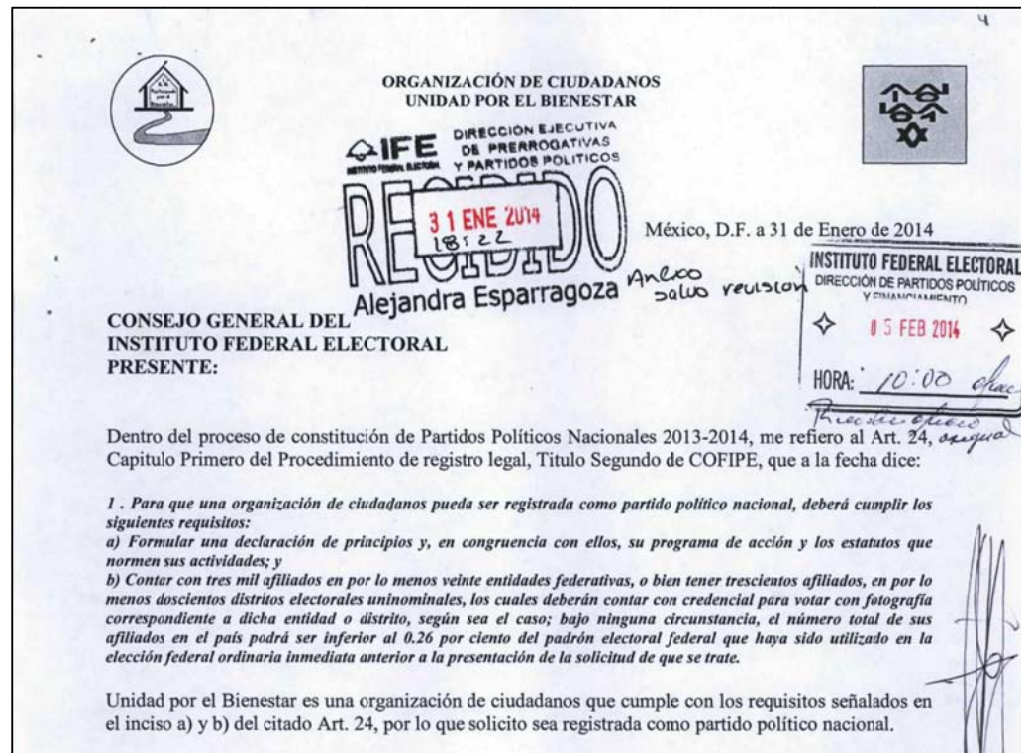 4
ORGANIZACIÓN DE CIUDADANOS
UNIDAD POR EL BIENESTAR
IFE
INSTITUTO FEDERAL ELECTORAL
DIRECCIÓN EJECUTIVA
DE PRERROGATIVAS
Y PARTIDOS POLITICOS
RECIBIDO
31 ENE 2014
18:22
Alejandra Esparragoza
Anexo
salvo revisión
México, D.F. a 31 de Enero de 2014
INSTITUTO FEDERAL ELECTORAL
DIRECCIÓN DE PARTIDOS POLÍTICOS
Y FINANCIAMIENTO
05 FEB 2014
HORA: 10:00
CONSEJO GENERAL DEL
INSTITUTO FEDERAL ELECTORAL
PRESENTE:
Dentro del proceso de constitución de Partidos Políticos Nacionales 2013-2014, me refiero al Art. 24,
Capitulo Primero del Procedimiento de registro legal, Titulo Segundo de COFIPE, que a la fecha dice:
1 . Para que una organización de ciudadanos pueda ser registrada como partido político nacional, deberá cumplir los
siguientes requisitos:
a) Formular una declaración de principios y, en congruencia con ellos, su programa de acción y los estatutos que
normen sus actividades; y
b) Contar con tres mil afiliados en por lo menos veinte entidades federativas, o bien tener trescientos afiliados, en por lo
menos doscientos distritos electorales uninominales, los cuales deberán contar con credencial para votar con fotografía
correspondiente a dicha entidad o distrito, según sea el caso; bajo ninguna circunstancia, el número total de sus
afiliados en el país podrá ser inferior al 0.26 por ciento del padrón electoral federal que haya sido utilizado en la
elección federal ordinaria inmediata anterior a la presentación de la solicitud de que se trate.
Unidad por el Bienestar es una organización de ciudadanos que cumple con los requisitos señalados en
el inciso a) y b) del citado Art. 24, por lo que solicito sea registrada como partido político nacional.